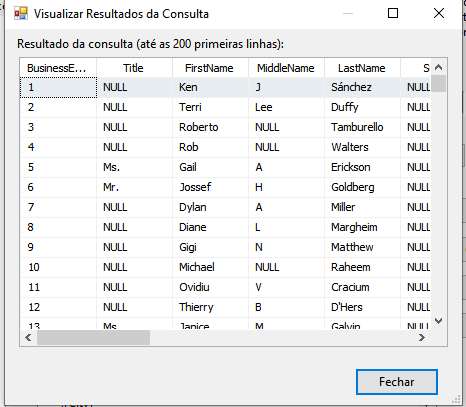 Visualizar Resultados da Consulta
Resultado da consulta (até as 200 primeiras linhas):
BusinessE... Title FirstName MiddleName LastName S
1 NULL Ken J Sánchez NULL
2 NULL Terri Lee Duffy NULL
3 NULL Roberto NULL Tamburello NULL
4 NULL Rob NULL Walters NULL
5 Ms. Gail A Erickson NULL
6 Mr. Jossef H Goldberg NULL
7 NULL Dylan A Miller NULL
8 NULL Diane L Margheim NULL
9 NULL Gigi N Matthew NULL
10 NULL Michael NULL Raheem NULL
11 NULL Ovidiu V Cracium NULL
12 NULL Thierry B D'Hers NULL
13 Ms. Janice M Galvin NULL
Fechar